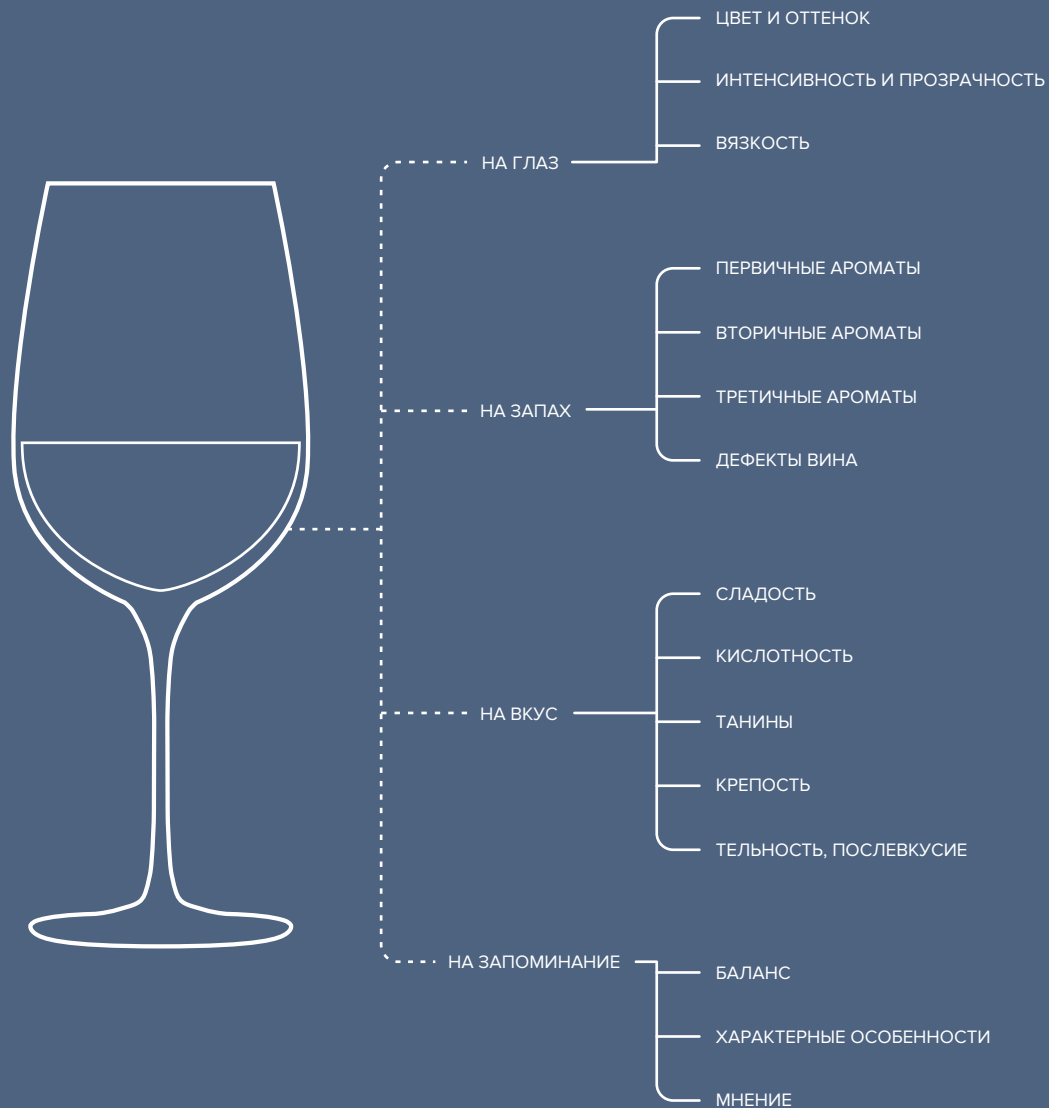 ЦВЕТ И ОТТЕНОК
ИНТЕНСИВНОСТЬ И ПРОЗРАЧНОСТЬ
ВЯЗКОСТЬ
НА ГЛАЗ
ПЕРВИЧНЫЕ АРОМАТЫ
ВТОРИЧНЫЕ АРОМАТЫ
ТРЕТИЧНЫЕ АРОМАТЫ
НА ЗАПАХ
ДЕФЕКТЫ ВИНА
СЛАДОСТЬ
КИСЛОТНОСТЬ
НА ВКУС
ТАНИНЫ
КРЕПОСТЬ
ТЕЛЬНОСТЬ, ПОСЛЕВКУСИЕ
НА ЗАПОМИНАНИЕ
БАЛАНС
ХАРАКТЕРНЫЕ ОСОБЕННОСТИ
МНЕНИЕ